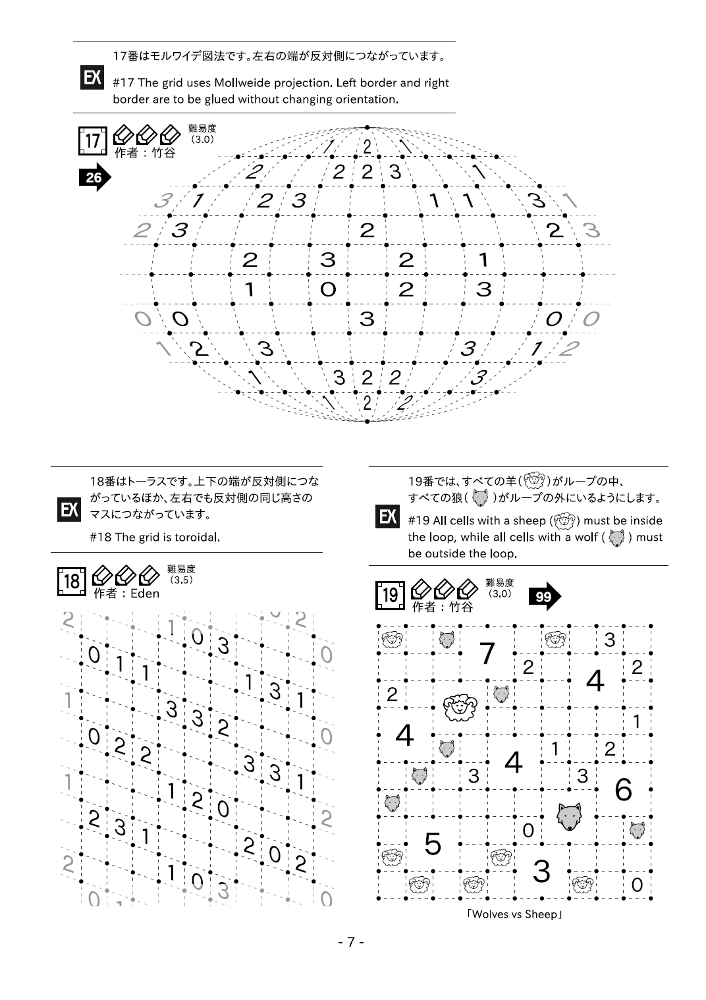 17番はモルワイデ図法です。左右の端が反対側につながっています。
EX
#17 The grid uses Mollweide projection. Left border and right
border are to be glued without changing orientation.
17
難易度
（3.0）
作者：竹谷
26
1 2 1
2 2 2 3 1
3 1 2 3 1 1 3 1
2 3 2 2 3
2 3 2 1
1 0 2 3
0 0 3 0 0
1 2 3 3 1 2
1 3 2 2 3
1 2 2
18番はトーラスです。上下の端が反対側につな
がっているほか、左右でも反対側の同じ高さの
マスにつながっています。
EX
#18 The grid is toroidal.
18
難易度
（3.5）
作者：Eden
2 1 0 0 2
0 1 1 3 0
1 1 3 1
3 3 2
0 2 2 0
1 3 3 1
1 2 0
2 3 1 2
2 2 0 2
1 0 3
0 1 0
19番では、すべての羊( )がループの中、
すべての狼( )がループの外にいるようにします。
EX
#19 All cells with a sheep ( ) must be inside
the loop, while all cells with a wolf ( ) must
be outside the loop.
19
難易度
（3.0）
作者：竹谷
99
3
7
2 2
4
2
1
4
1 2
4
3 3
6
0
5
3
0
「Wolves vs Sheep」
- 7 -